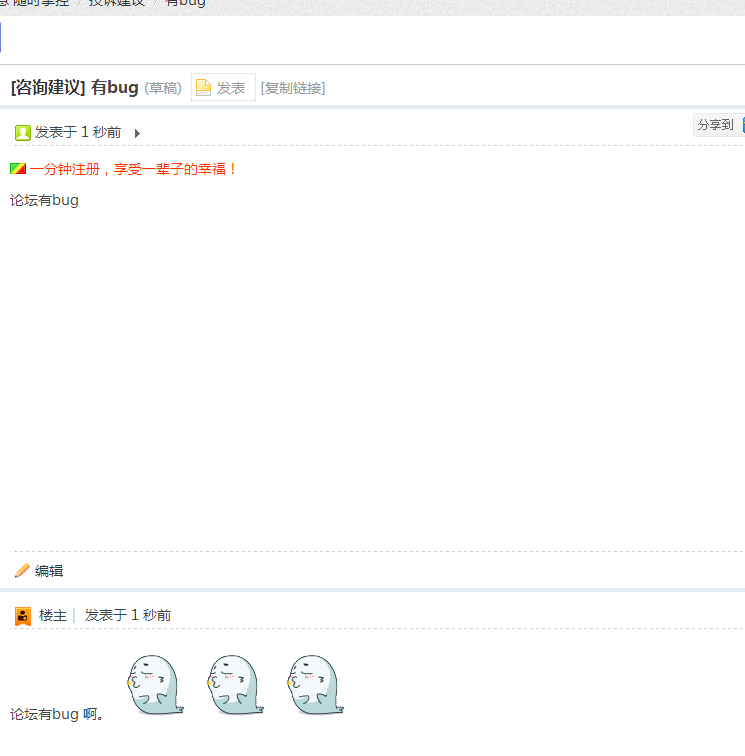 随时掌控 / 投诉建议 / 有bug
[咨询建议] 有bug (草稿) 发表 [复制链接]
发表于 1 秒前
分享到
一分钟注册，享受一辈子的幸福！
论坛有bug
编辑
楼主 | 发表于 1 秒前
论坛有bug 啊。